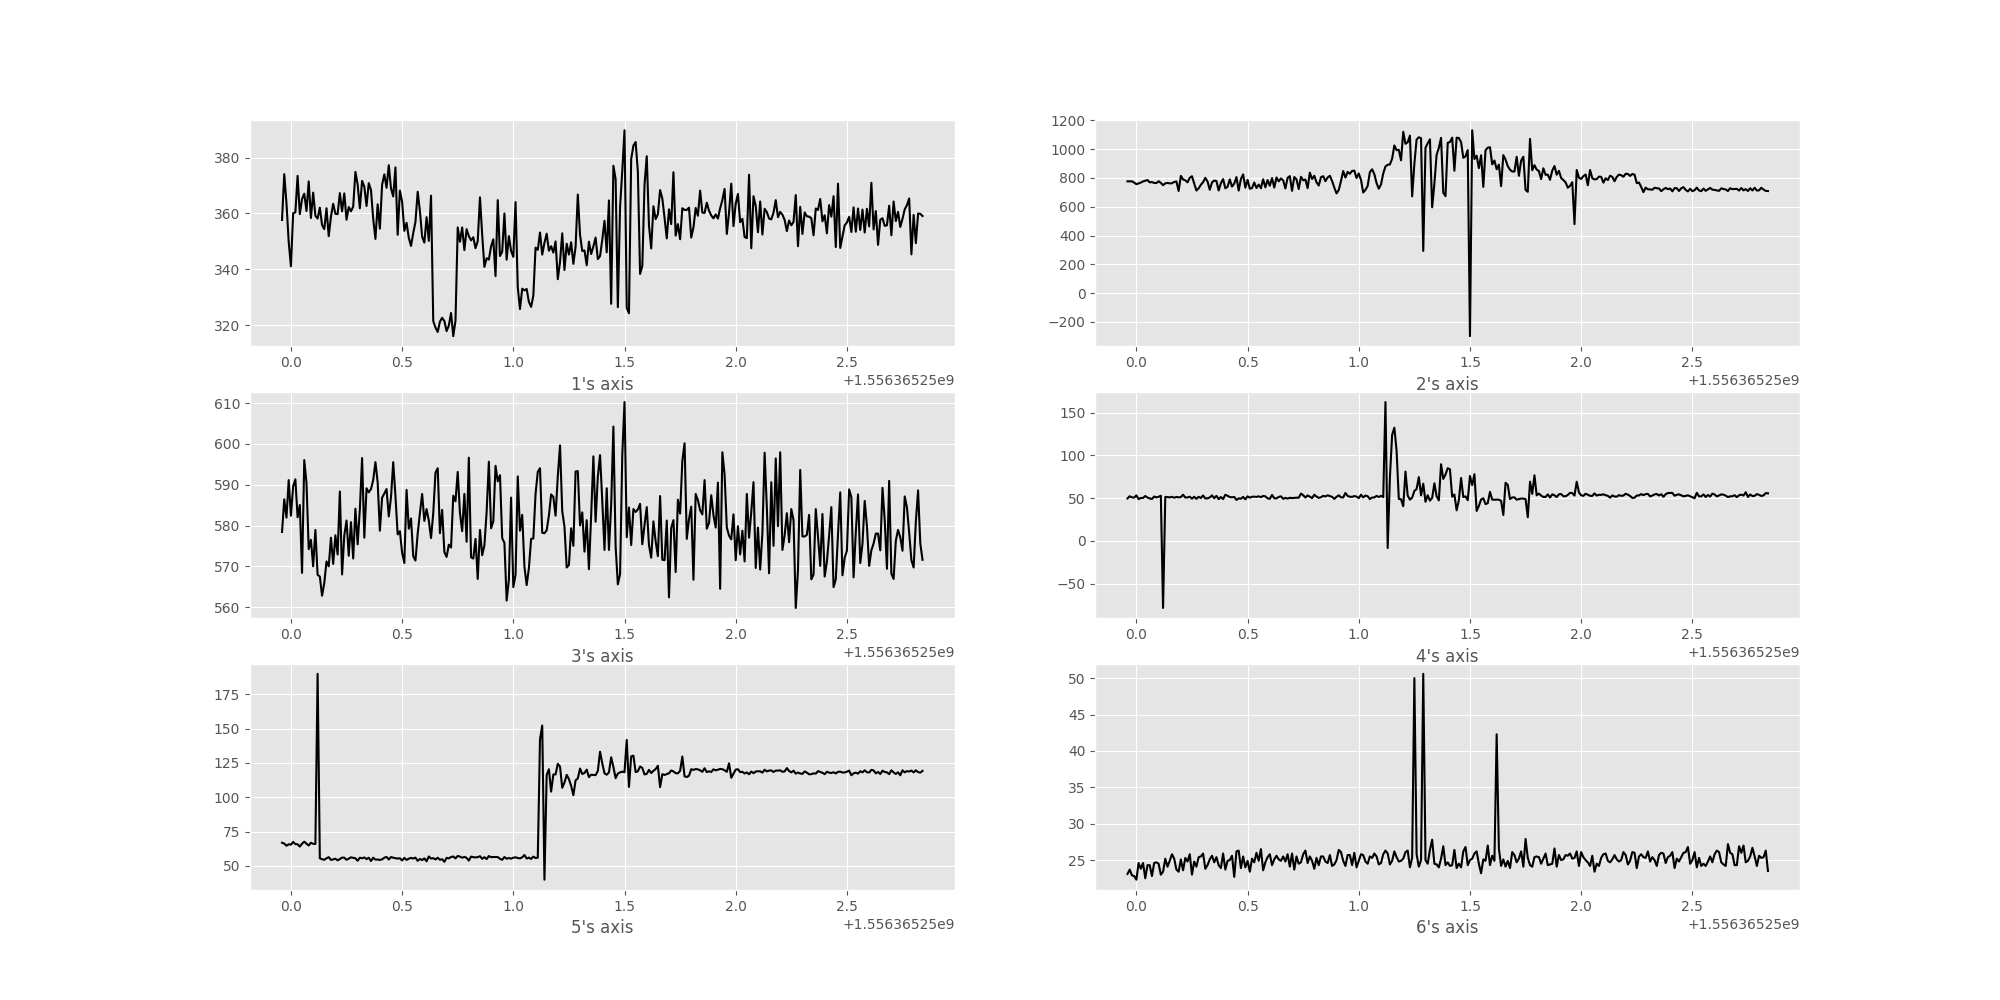 380
360
340
320
0.0 0.5 1.0 1.5 2.0 2.5
+1.55636525e9
1's axis
1200
1000
800
600
400
200
0
−200
0.0 0.5 1.0 1.5 2.0 2.5
+1.55636525e9
2's axis
610
600
590
580
570
560
0.0 0.5 1.0 1.5 2.0 2.5
+1.55636525e9
3's axis
150
100
50
0
−50
0.0 0.5 1.0 1.5 2.0 2.5
+1.55636525e9
4's axis
175
150
125
100
75
50
0.0 0.5 1.0 1.5 2.0 2.5
+1.55636525e9
5's axis
50
45
40
35
30
25
0.0 0.5 1.0 1.5 2.0 2.5
+1.55636525e9
6's axis